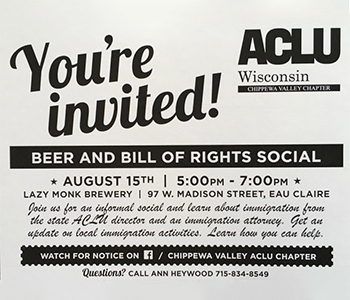 You're
invited!
ACLU
Wisconsin
CHIPPEWA VALLEY CHAPTER
BEER AND BILL OF RIGHTS SOCIAL
★ AUGUST 15TH | 5:00PM - 7:00PM ★
LAZY MONK BREWERY | 97 W. MADISON STREET, EAU CLAIRE
Join us for an informal social and learn about immigration from
the state ACLU director and an immigration attorney. Get an
update on local immigration activities. Learn how you can help.
WATCH FOR NOTICE ON f / CHIPPEWA VALLEY ACLU CHAPTER
Questions? CALL ANN HEYWOOD 715-834-8549